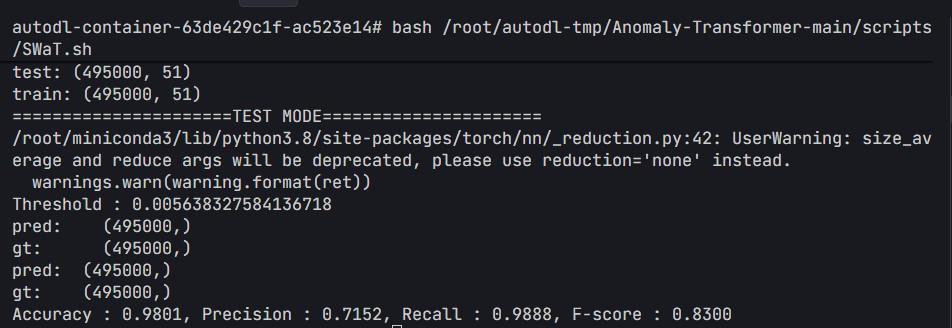 autodl-container-63de429c1f-ac523e14# bash /root/autodl-tmp/Anomaly-Transformer-main/scripts
/SWaT.sh
test: (495000, 51)
train: (495000, 51)
======================TEST MODE======================
/root/miniconda3/lib/python3.8/site-packages/torch/nn/_reduction.py:42: UserWarning: size_av
erage and reduce args will be deprecated, please use reduction='none' instead.
  warnings.warn(warning.format(ret))
Threshold : 0.005638327584136718
pred:    (495000,)
gt:      (495000,)
pred:  (495000,)
gt:    (495000,)
Accuracy : 0.9801, Precision : 0.7152, Recall : 0.9888, F-score : 0.8300